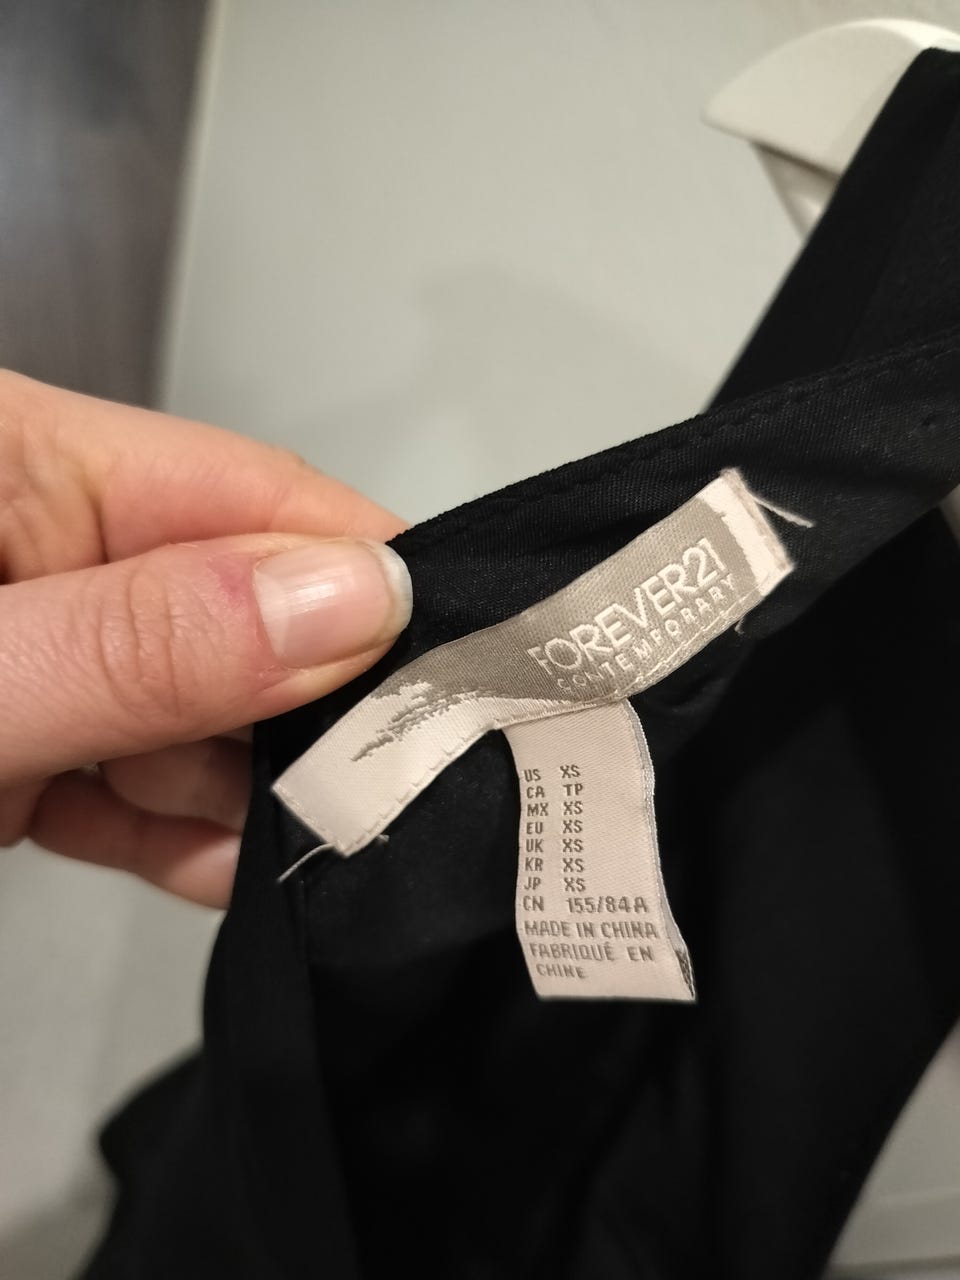 FOREVER21
CONTEMPORARY
US XS
CA TP
MX XS
EU XS
UK XS
KR XS
JP XS
CN 155/84A
MADE IN CHINA
FABRIQUÉ EN
CHINE